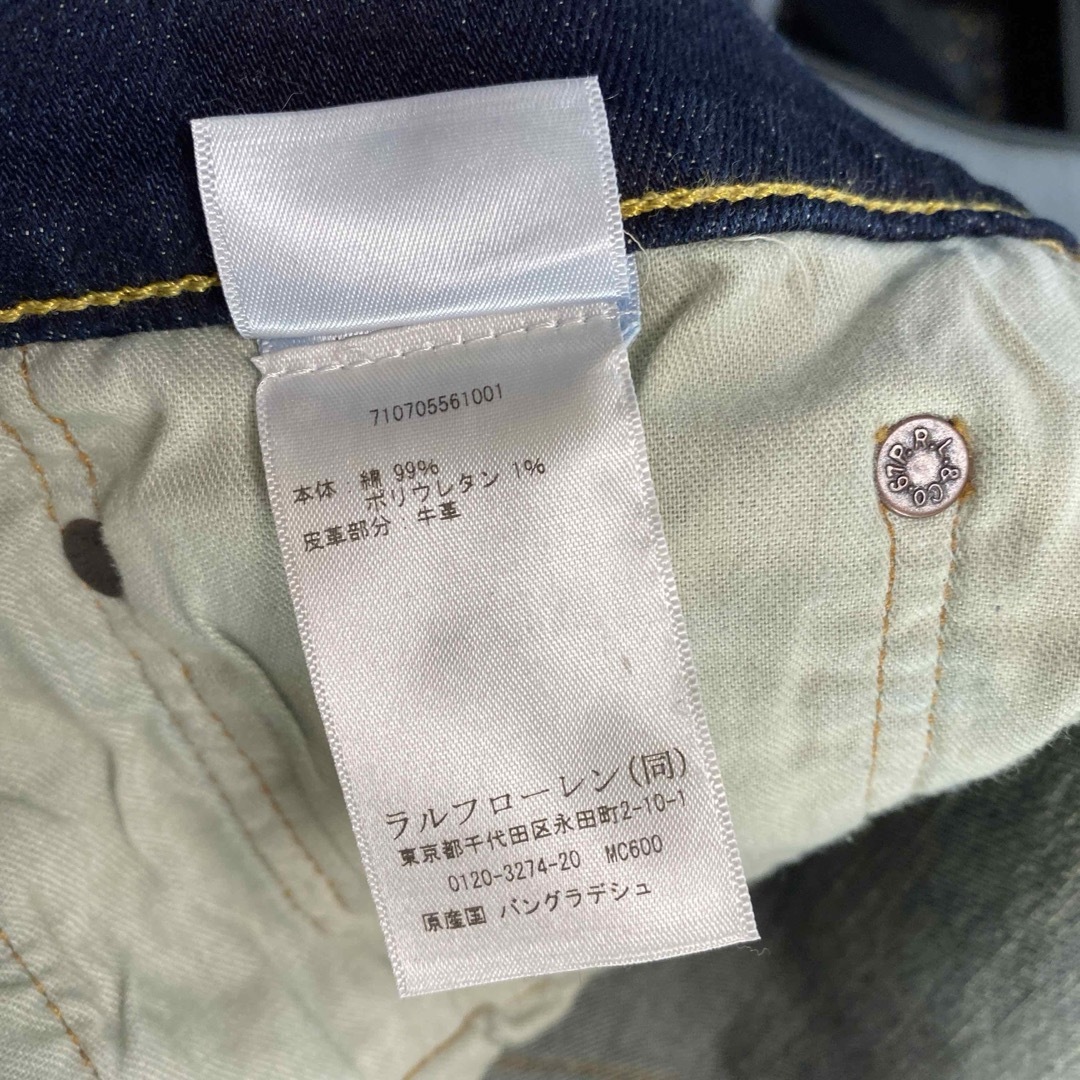 710705561001
本体 綿 99%
ポリウレタン 1%
皮革部分 : 牛革
ラルフローレン(同)
東京都千代田区永田町2-10-1
0120-3274-20 MC600
原産国 バングラデシュ
P.R.L.&CO.67